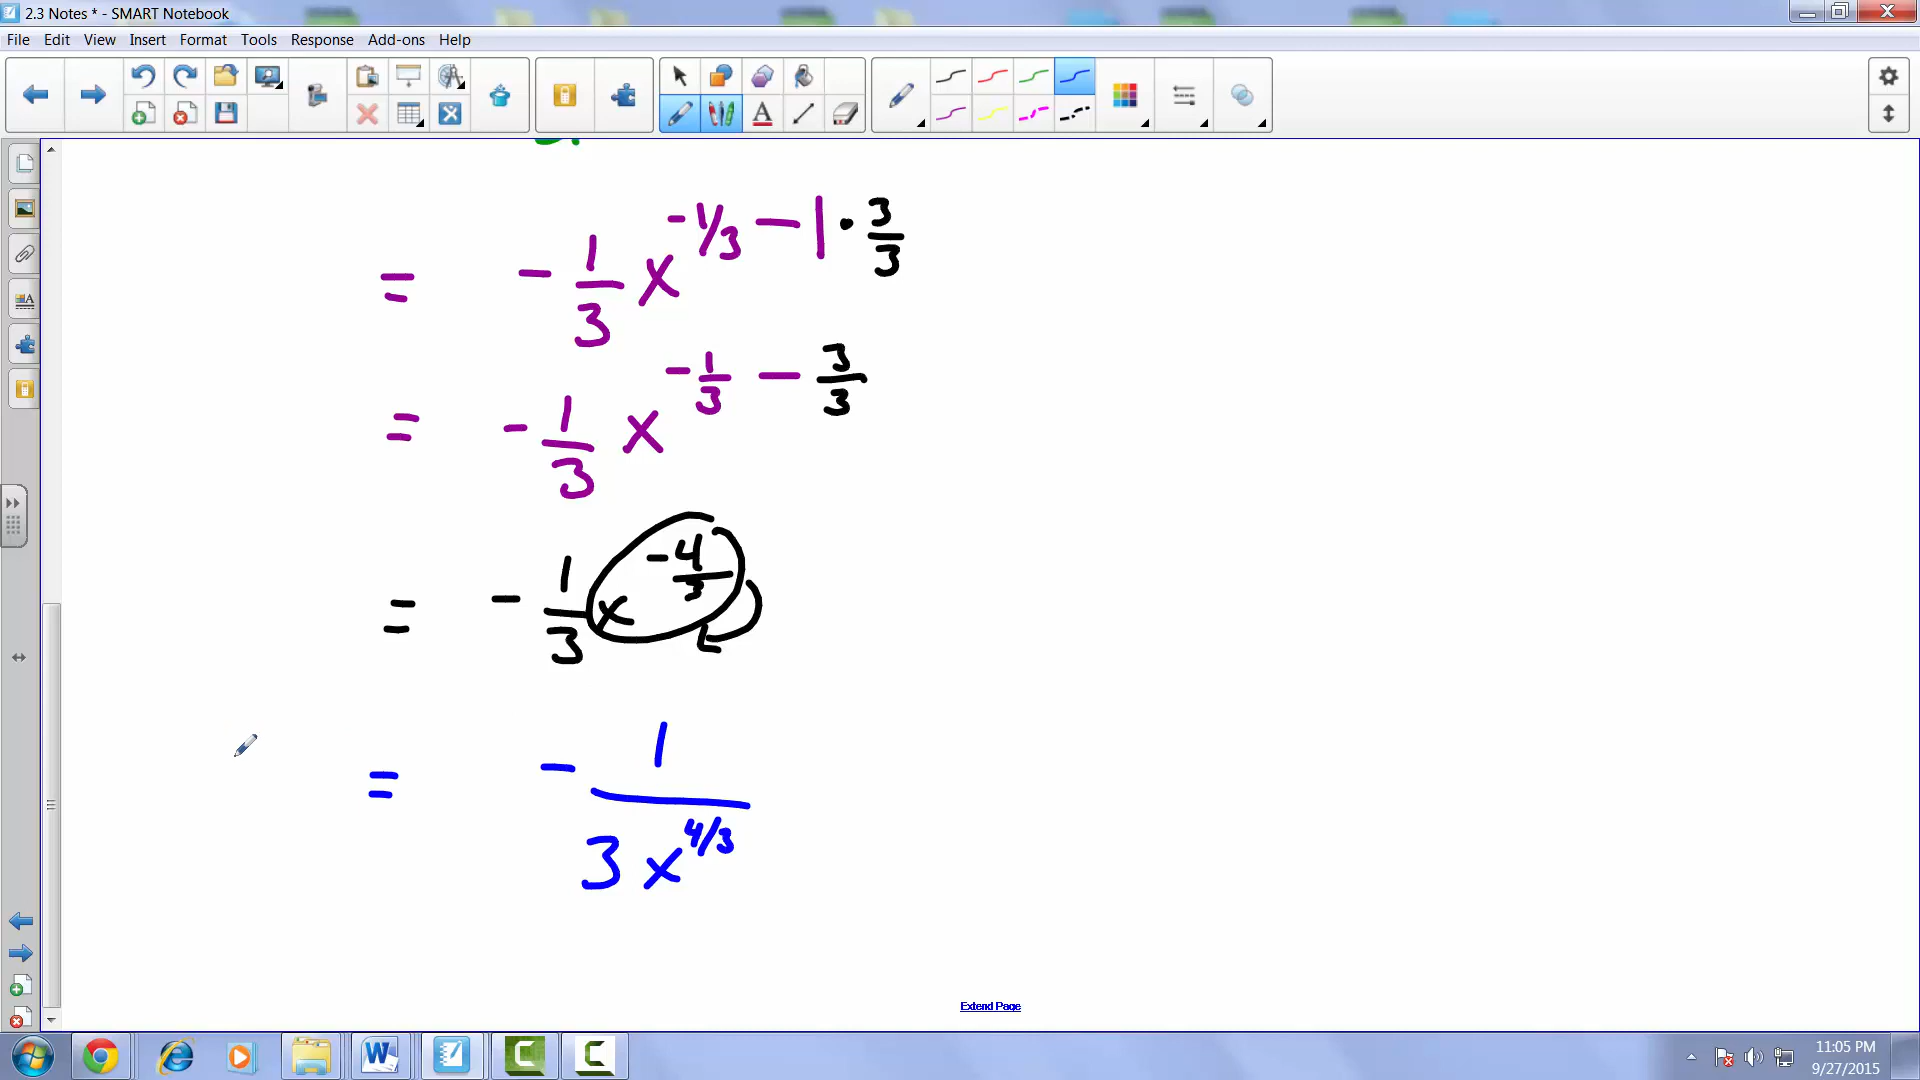 2.3 Notes * - SMART Notebook
File Edit View Insert Format Tools Response Add-ons Help
= - 1/3 x^{-1/3 - 1 · 3/3}
= - 1/3 x^{-1/3 - 3/3}
= - 1/3 x^{-4/3}
= - 1/(3 x^{4/3})
Extend Page
11:05 PM
9/27/2015